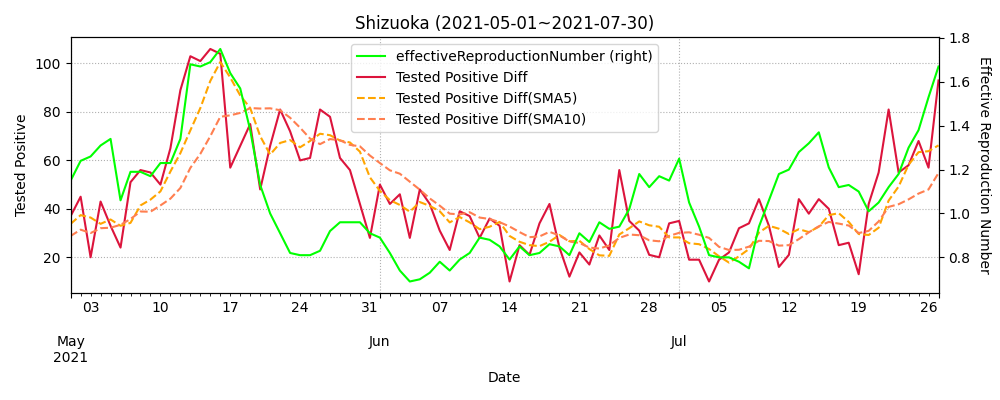 Shizuoka (2021-05-01~2021-07-30)
effectiveReproductionNumber (right)
Tested Positive Diff
Tested Positive Diff(SMA5)
Tested Positive Diff(SMA10)
Tested Positive
100
80
60
40
20
1.8
1.6
1.4
1.2
1.0
0.8
Effective Reproduction Number
03 10 17 24 31 07 14 21 28 05 12 19 26
May Jun Jul
2021
Date